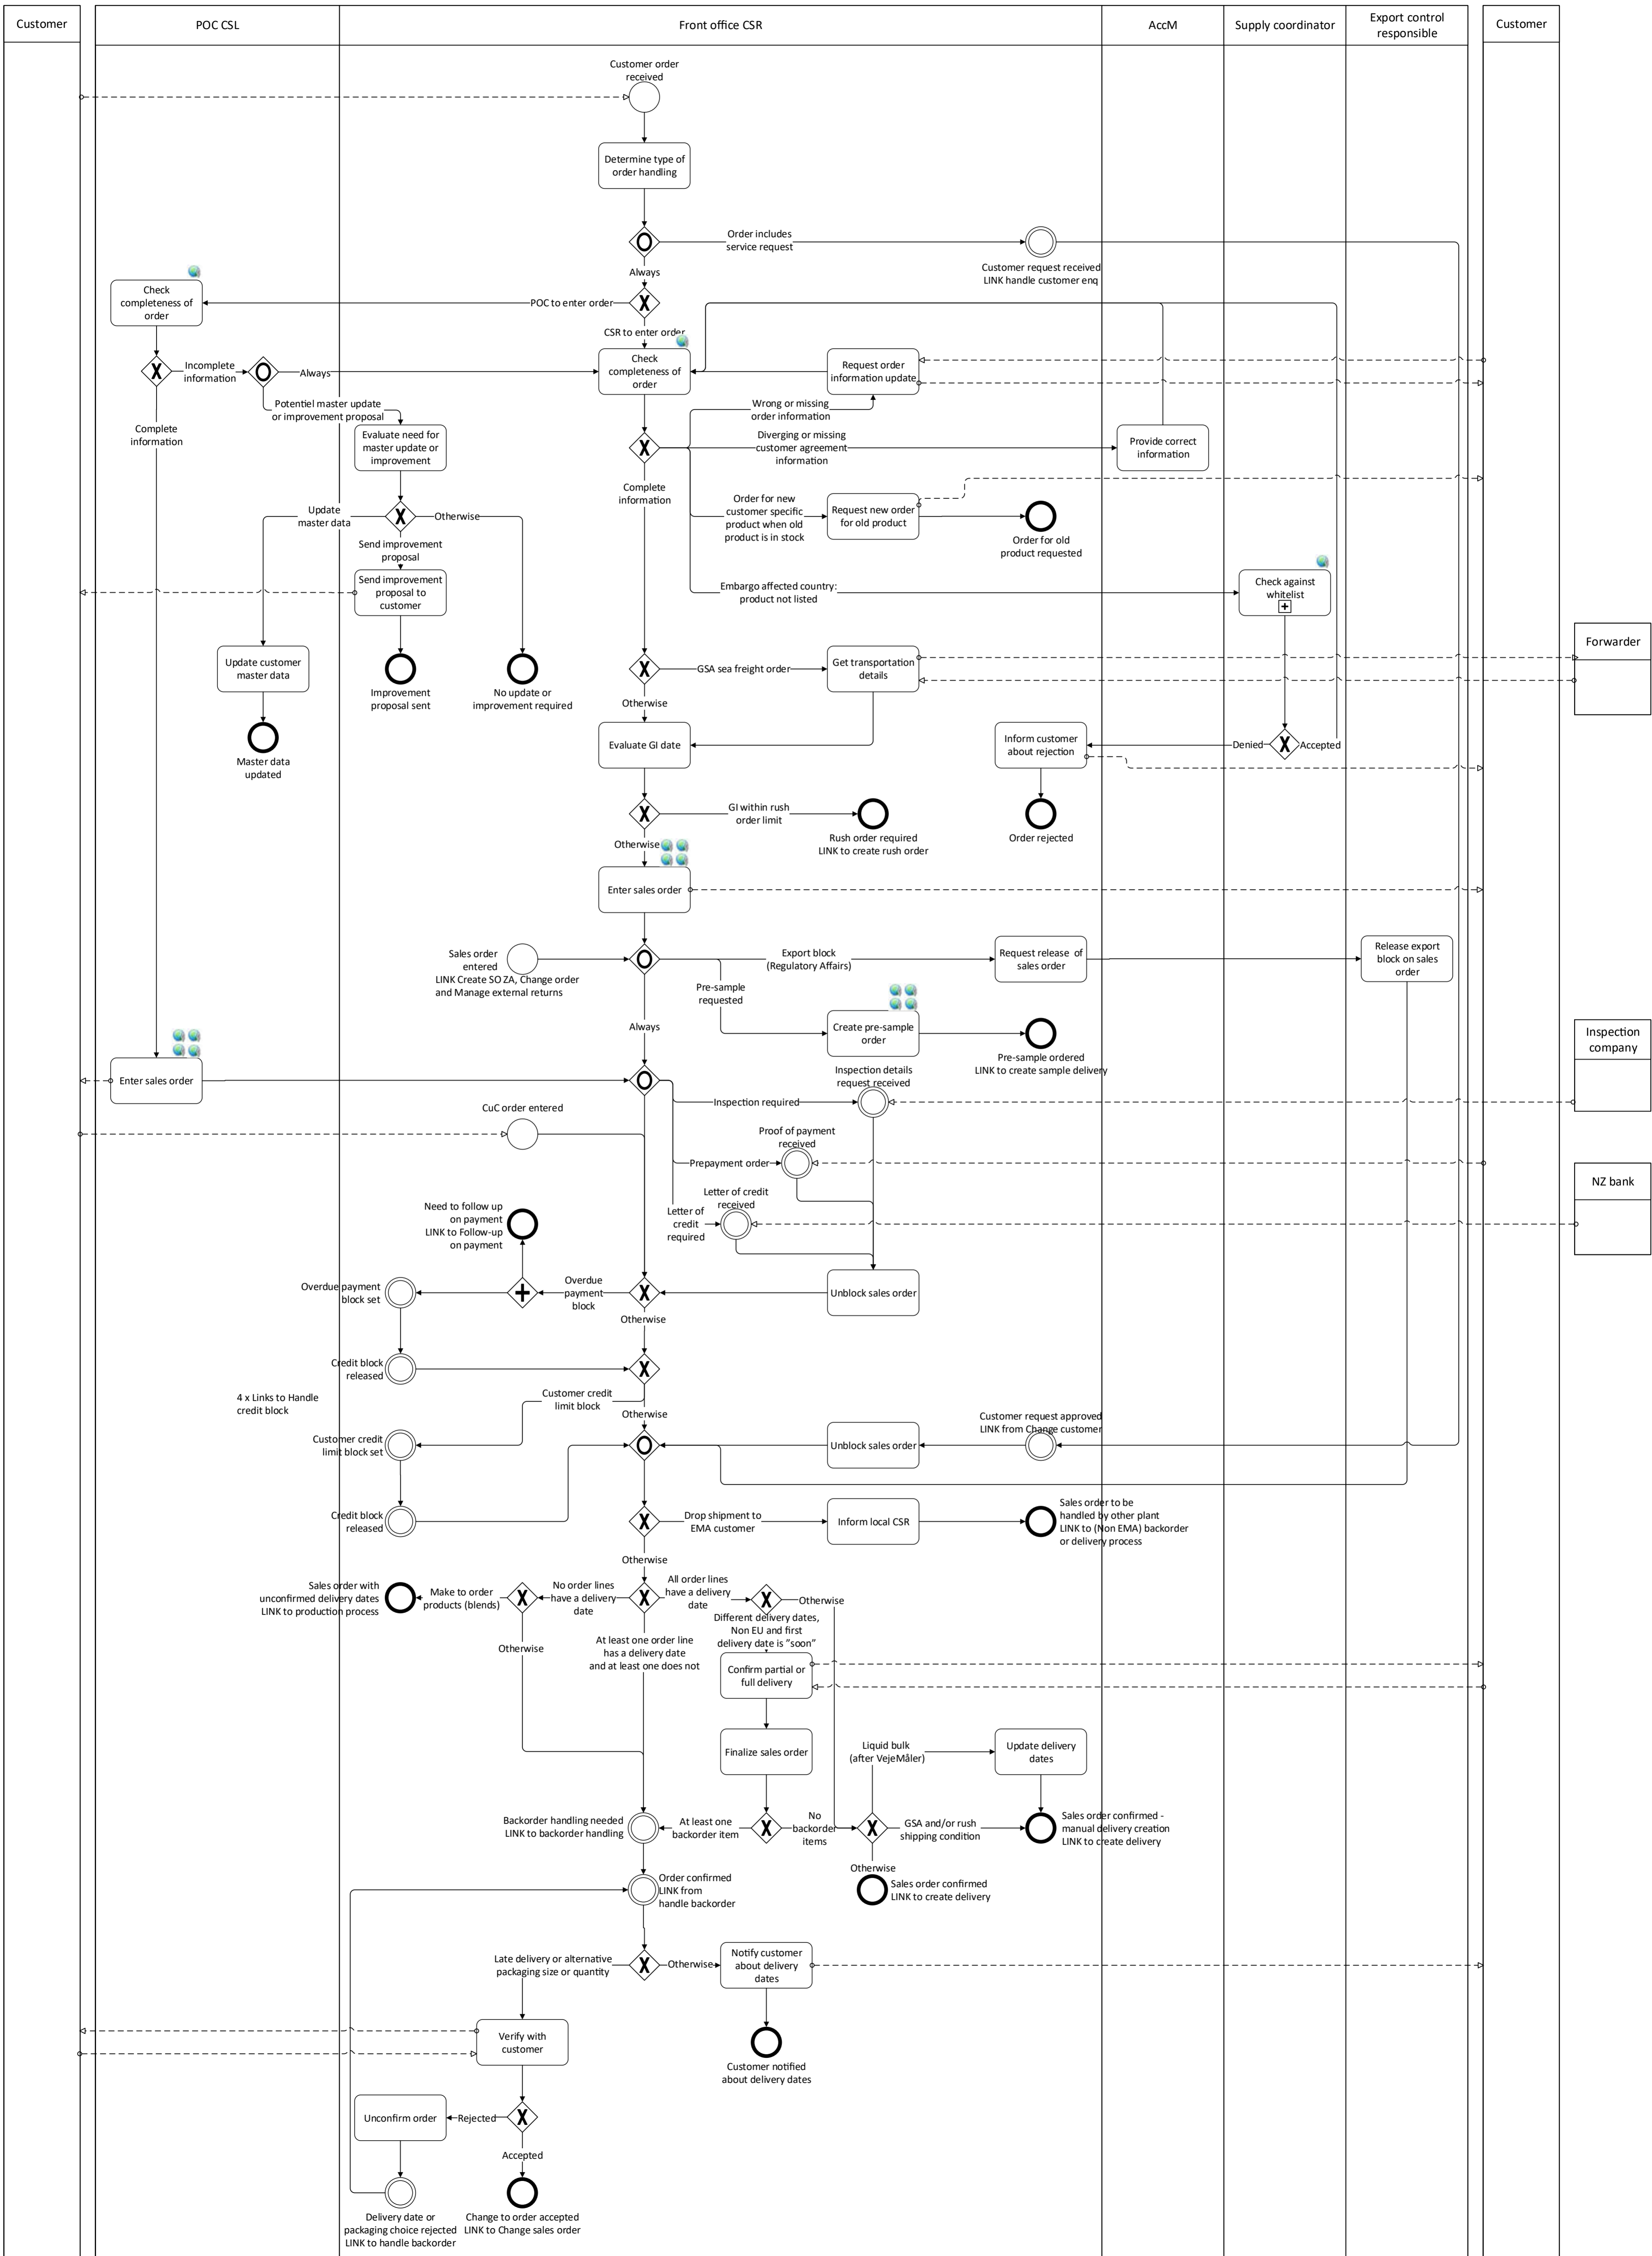 Customer
POC CSL
Front office CSR
AccM
Supply coordinator
Export control
responsible
Customer
Customer order
received
Determine type of
order handling
Order includes
service request
Customer request received
LINK handle customer enq
Always
POC to enter order
CSR to enter order
Check
completeness of
order
Incomplete
information
Always
Check
completeness of
order
Request order
information update
Potentiel master update
or improvement proposal
Wrong or missing
order information
Complete
information
Evaluate need for
master update or
improvement
Diverging or missing
customer agreement
information
Provide correct
information
Complete
information
Update
master data
Otherwise
Order for new
customer specific
product when old
product is in stock
Request new order
for old product
Order for old
product requested
Send improvement
proposal
Send improvement
proposal to
customer
Embargo affected country:
product not listed
Check against
whitelist
Forwarder
Update customer
master data
Improvement
proposal sent
No update or
improvement required
GSA sea freight order
Get transportation
details
Otherwise
Evaluate GI date
Inform customer
about rejection
Denied
Accepted
Master data
updated
GI within rush
order limit
Rush order required
LINK to create rush order
Order rejected
Otherwise
Enter sales order
Sales order
entered
LINK Create SO ZA, Change order
and Manage external returns
Export block
(Regulatory Affairs)
Request release of
sales order
Release export
block on sales
order
Pre-sample
requested
Always
Create pre-sample
order
Pre-sample ordered
LINK to create sample delivery
Inspection
company
Enter sales order
Inspection details
request received
Inspection required
CuC order entered
Proof of payment
received
Prepayment order
NZ bank
Letter of credit
received
Letter of
credit
required
Need to follow up
on payment
LINK to Follow-up
on payment
Overdue payment
block set
Overdue
payment
block
Unblock sales order
Otherwise
Credit block
released
4 x Links to Handle
credit block
Customer credit
limit block
Otherwise
Customer request approved
LINK from Change customer
Customer credit
limit block set
Unblock sales order
Credit block
released
Drop shipment to
EMA customer
Inform local CSR
Sales order to be
handled by other plant
LINK to (Non EMA) backorder
or delivery process
Otherwise
Sales order with
unconfirmed delivery dates
LINK to production process
Make to order
products (blends)
No order lines
have a delivery
date
All order lines
have a delivery
date
Otherwise
Otherwise
At least one order line
has a delivery date
and at least one does not
Different delivery dates,
Non EU and first
delivery date is ”soon”
Confirm partial or
full delivery
Finalize sales order
Liquid bulk
(after VejeMåler)
Update delivery
dates
Backorder handling needed
LINK to backorder handling
At least one
backorder item
No
backorder
items
GSA and/or rush
shipping condition
Sales order confirmed -
manual delivery creation
LINK to create delivery
Otherwise
Sales order confirmed
LINK to create delivery
Order confirmed
LINK from
handle backorder
Late delivery or alternative
packaging size or quantity
Otherwise
Notify customer
about delivery
dates
Verify with
customer
Customer notified
about delivery dates
Unconfirm order
Rejected
Accepted
Delivery date or
packaging choice rejected
LINK to handle backorder
Change to order accepted
LINK to Change sales order